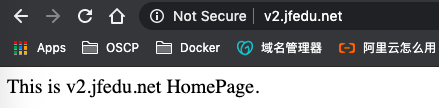 Not Secure | v2.jfedu.net
Apps OSCP Docker 域名管理器 阿里云怎么用
This is v2.jfedu.net HomePage.